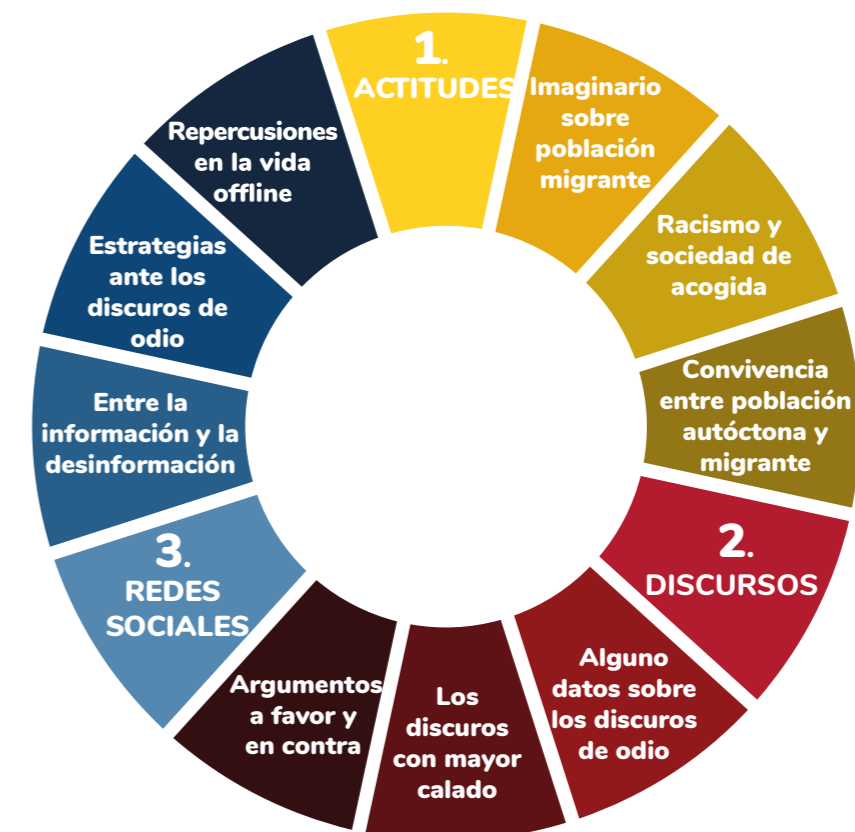 1.
ACTITUDES
Imaginario
sobre
población
migrante
Racismo y
sociedad de
acogida
Convivencia
entre población
autóctona y
migrante
2.
DISCURSOS
Alguno
datos sobre
los discuros
de odio
Los
discuros
con mayor
calado
Argumentos
a favor y
en contra
3.
REDES
SOCIALES
Entre la
información y la
desinformación
Estrategias
ante los
discuros de
odio
Repercusiones
en la vida
offline